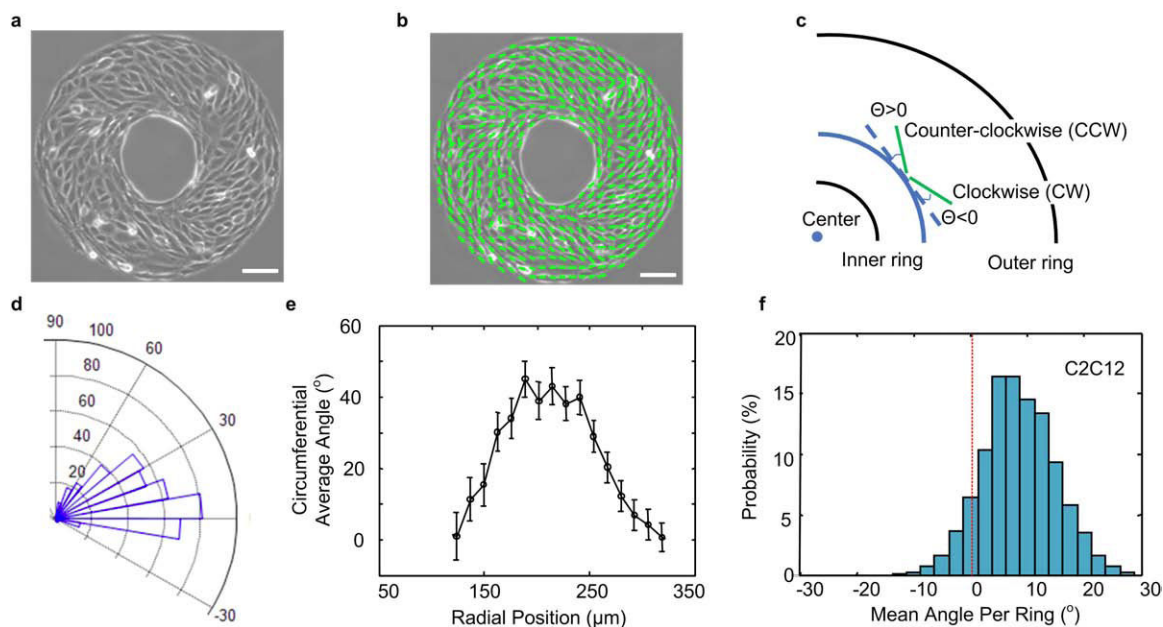 a
b
c
Θ>0
Counter-clockwise (CCW)
Clockwise (CW)
Θ<0
Center
Inner ring
Outer ring
d
90
100
80
60
60
40
30
20
-30
e
60
40
20
0
50
150
250
350
Circumferential
Average Angle (°)
Radial Position (µm)
f
20
15
10
5
0
-30
-20
-10
0
10
20
30
C2C12
Probability (%)
Mean Angle Per Ring (°)